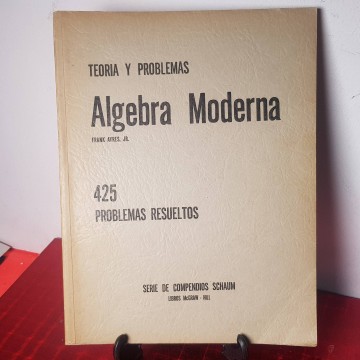 TEORIA Y PROBLEMAS
Algebra Moderna
FRANK AYRES, JR.
425
PROBLEMAS RESUELTOS
SERIE DE COMPENDIOS SCHAUM
LIBROS McGRAW - HILL